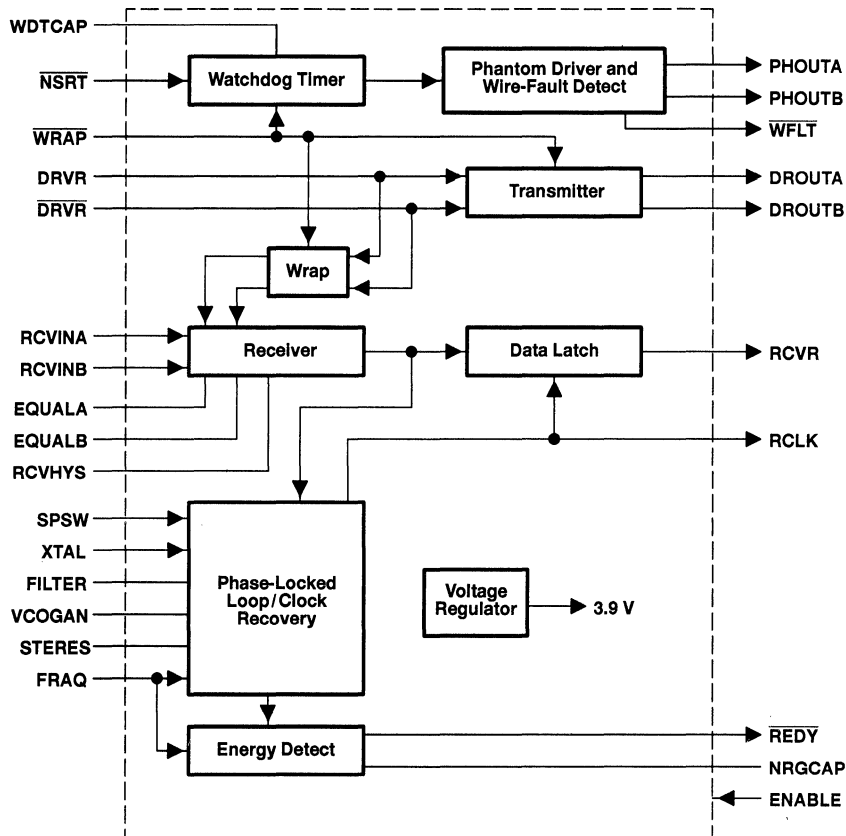 WDTCAP
NSRT
Watchdog Timer
Phantom Driver and
Wire-Fault Detect
PHOUTA
PHOUTB
WFLT
WRAP
DRVR
DRVR
Transmitter
DROUTA
DROUTB
Wrap
RCVINA
RCVINB
Receiver
Data Latch
RCVR
EQUALA
EQUALB
RCVHYS
RCLK
SPSW
XTAL
FILTER
VCOGAN
STERES
FRAQ
Phase-Locked
Loop/Clock
Recovery
Voltage
Regulator
3.9 V
Energy Detect
REDY
NRGCAP
ENABLE